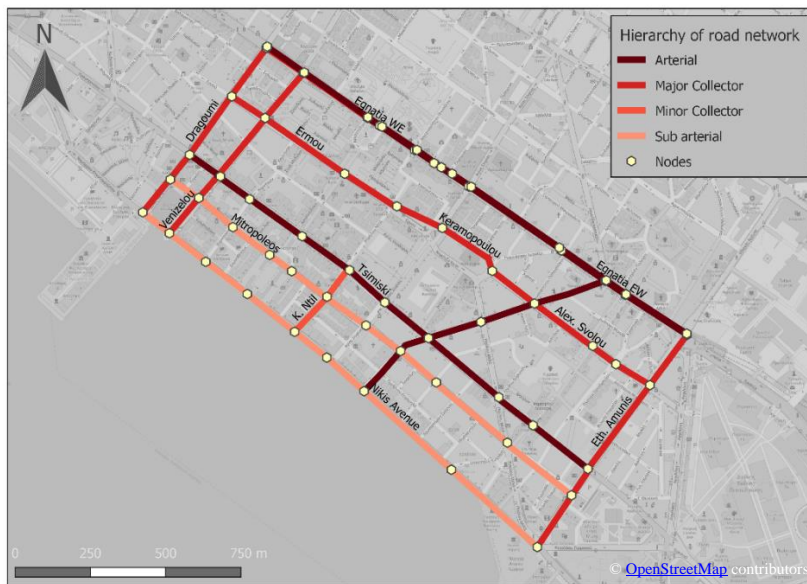 N
Hierarchy of road network
Arterial
Major Collector
Minor Collector
Sub arterial
Nodes
Egnatia WE
Dragoumi
Ermou
Venizelou
Mitropoleos
Keramopoulou
Tsimiski
Egnatia EW
K. Ntil
Alex. Svolou
Nikis Avenue
Eth. Amunis
0 250 500 750 m
© OpenStreetMap contributors